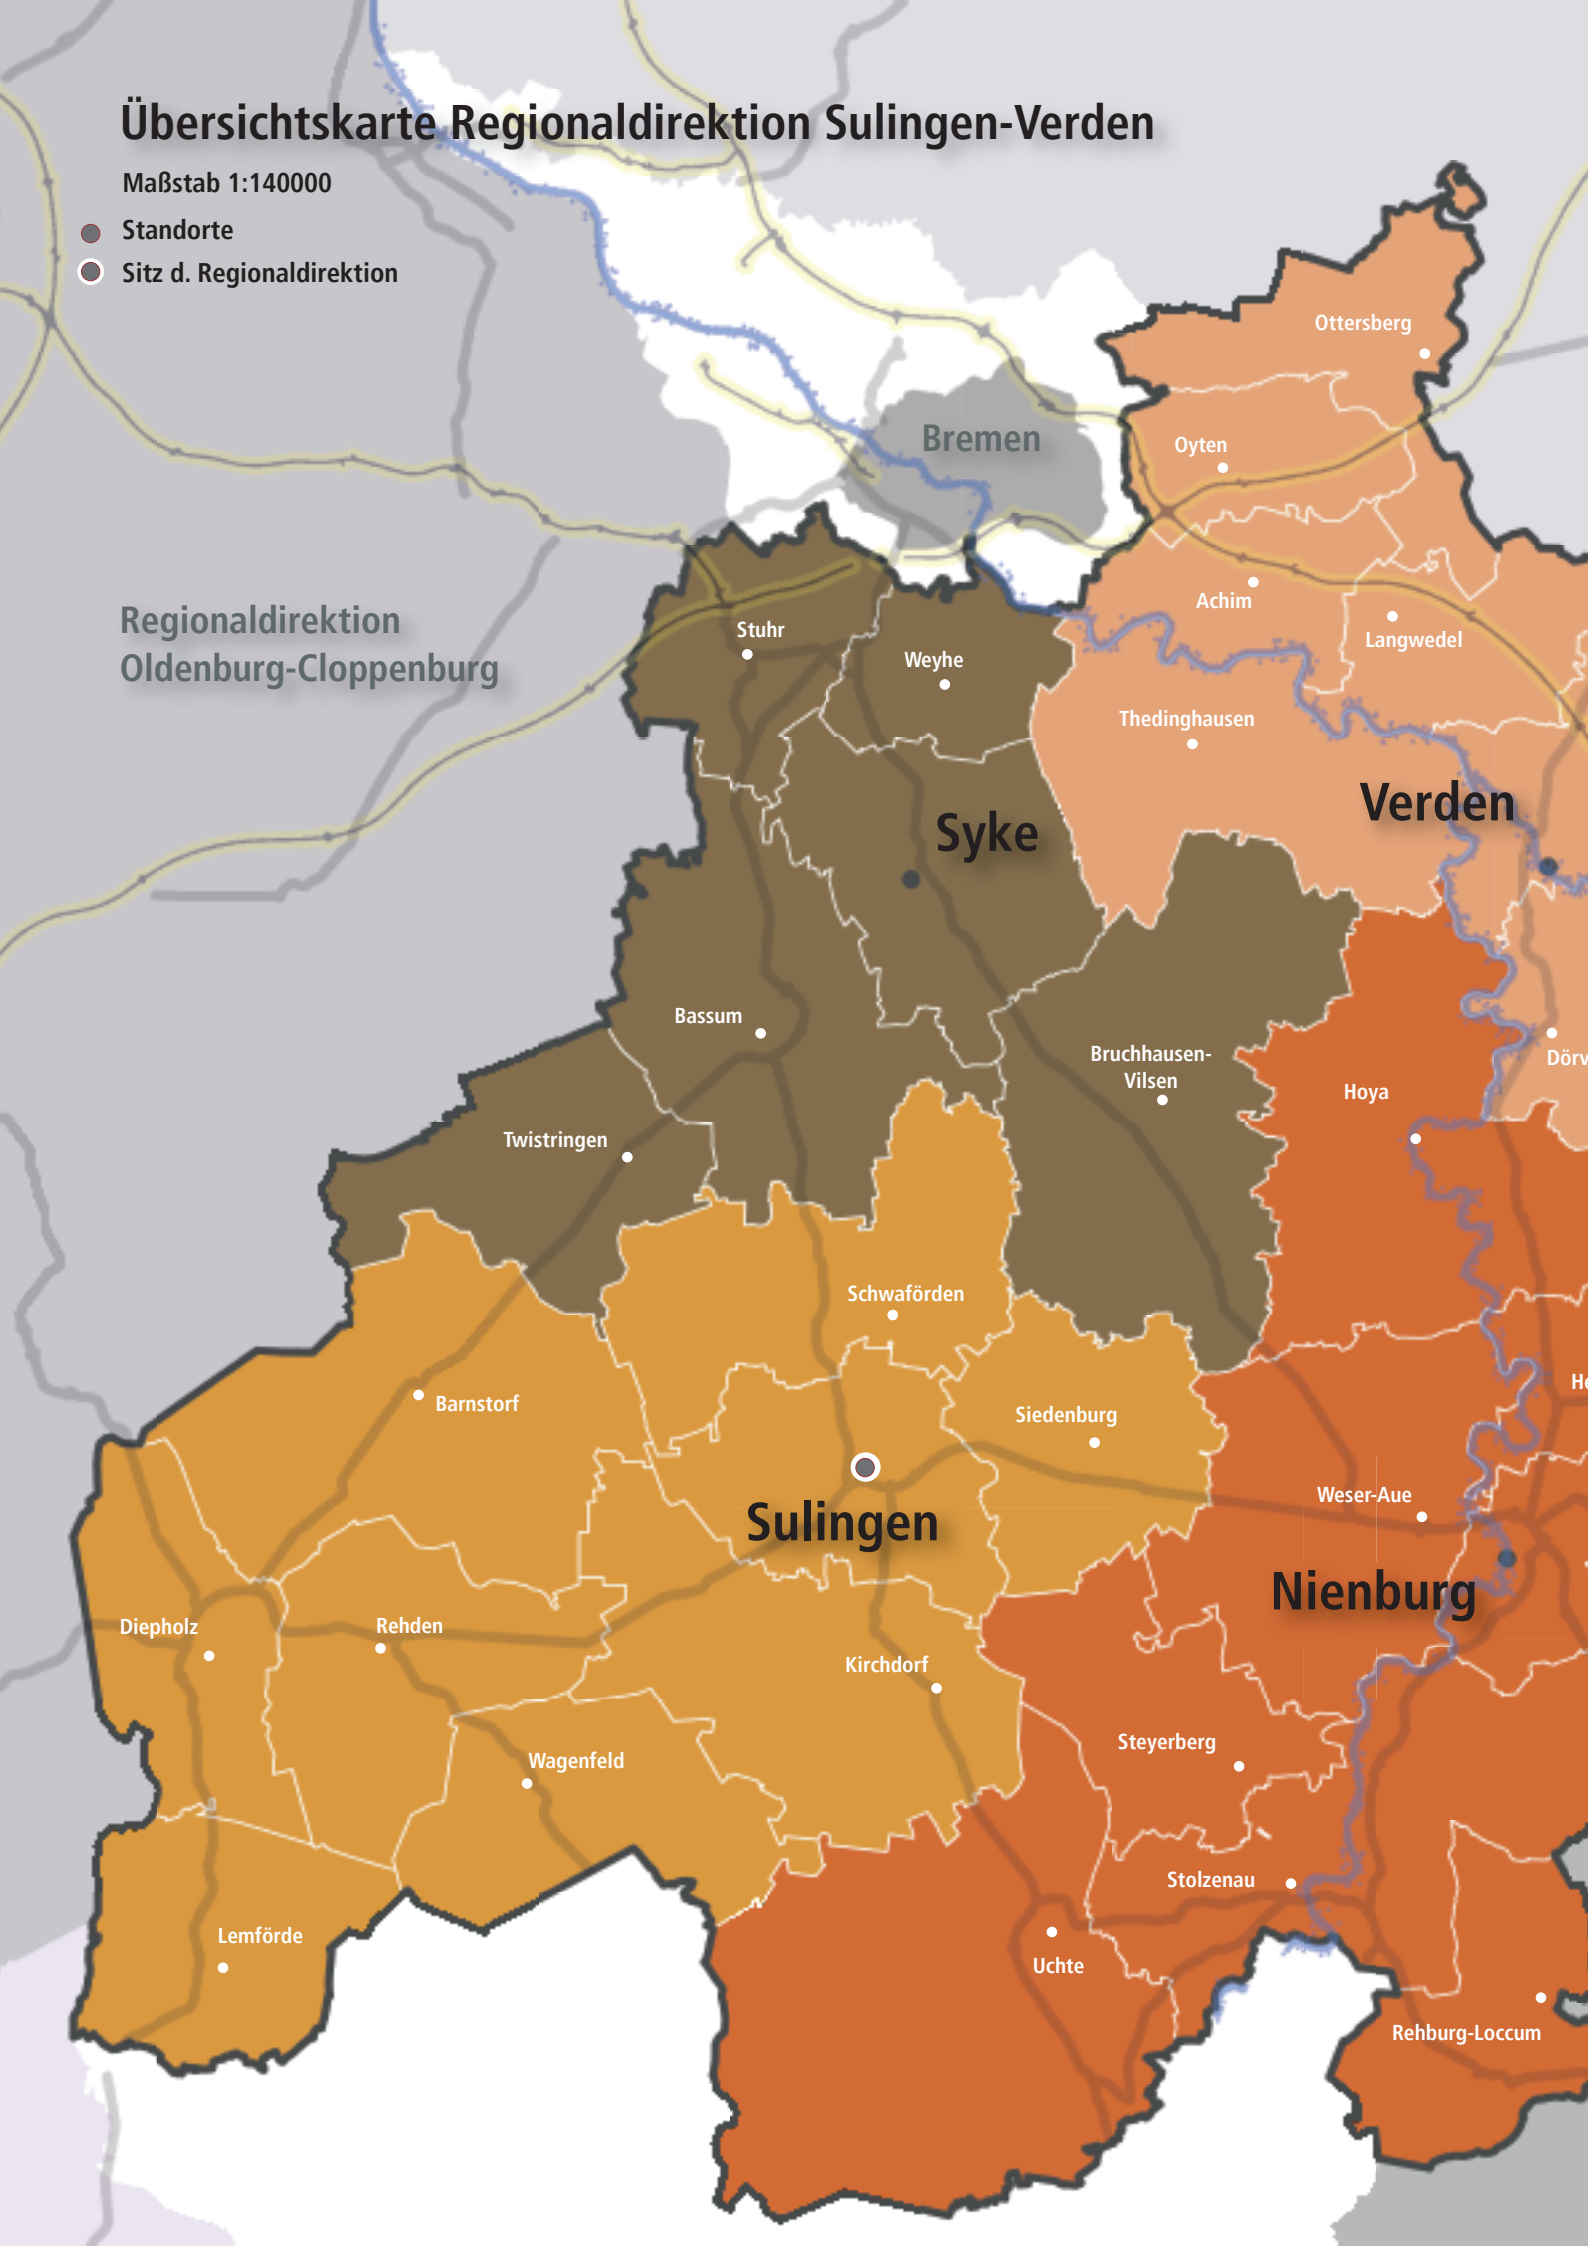 Übersichtskarte Regionaldirektion Sulingen-Verden
Maßstab 1:140000
Standorte
Sitz d. Regionaldirektion
Ottersberg
Bremen
Oyten
Achim
Regionaldirektion
Oldenburg-Cloppenburg
Stuhr
Langwedel
Weyhe
Thedinghausen
Verden
Syke
Bassum
Bruchhausen-
Vilsen
Dörv
Hoya
Twistringen
Schwaförden
He
Barnstorf
Siedenburg
Weser-Aue
Sulingen
Nienburg
Diepholz
Rehden
Kirchdorf
Steyerberg
Wagenfeld
Stolzenau
Lemförde
Uchte
Rehburg-Loccum